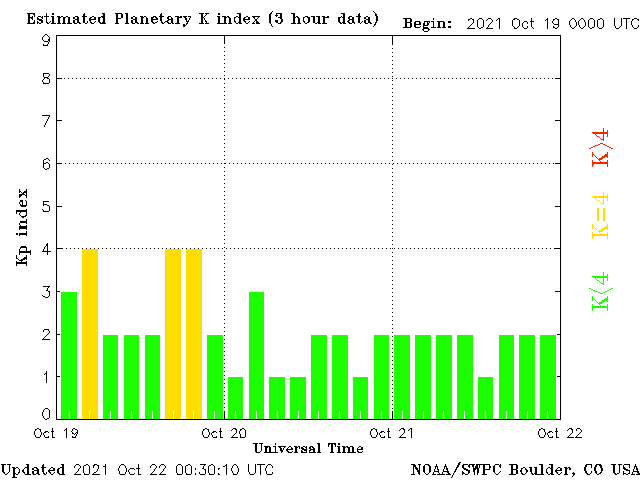 Estimated Planetary K index (3 hour data)
Begin: 2021 Oct 19 0000 UTC
9
8
7
6
5
4
3
2
1
0
Kp index
K>4
K=4
K<4
Oct 19
Oct 20
Oct 21
Oct 22
Universal Time
Updated 2021 Oct 22 00:30:10 UTC
NOAA/SWPC Boulder, CO USA